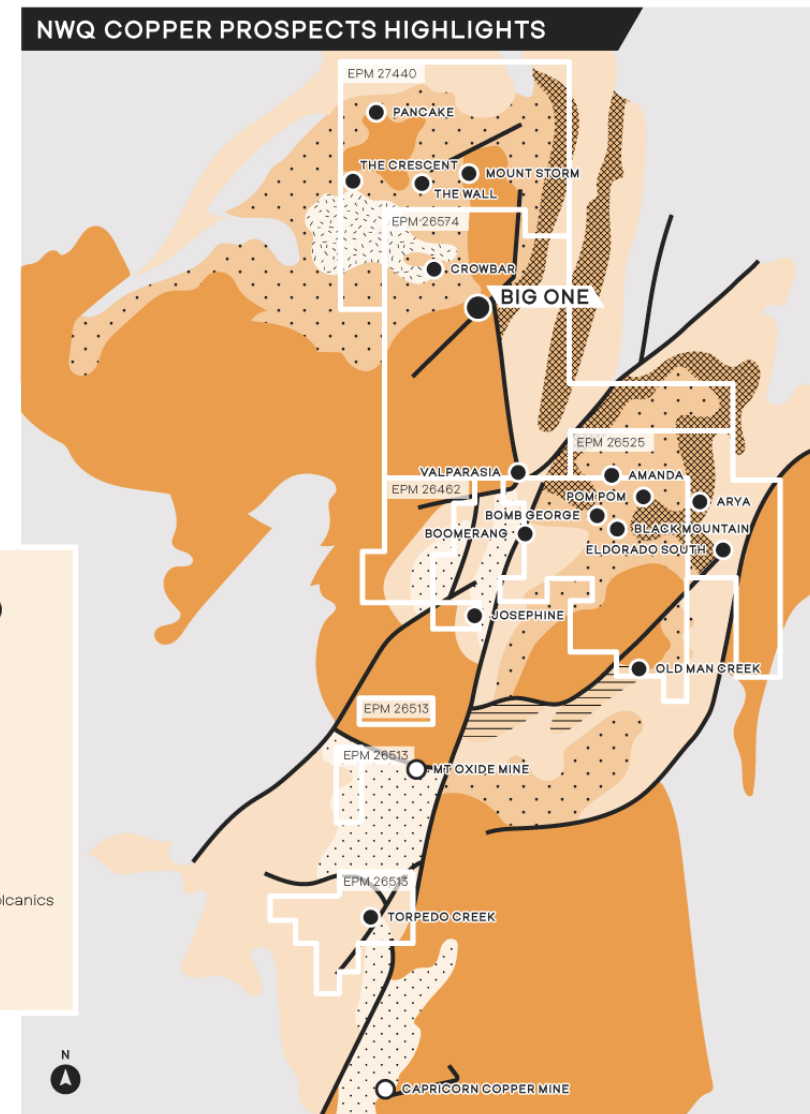 NWQ COPPER PROSPECTS HIGHLIGHTS
EPM 27440
PANCAKE
THE CRESCENT
MOUNT STORM
THE WALL
EPM 26574
CROWBAR
BIG ONE
EPM 26525
VALPARASIA
AMANDA
EPM 26462
POM POM
ARYA
BOMB GEORGE
BLACK MOUNTAIN
BOOMERANG
ELDORADO SOUTH
JOSEPHINE
OLD MAN CREEK
EPM 26513
EPM 26513
MT OXIDE MINE
EPM 26513
olcanics
TORPEDO CREEK
N
CAPRICORN COPPER MINE